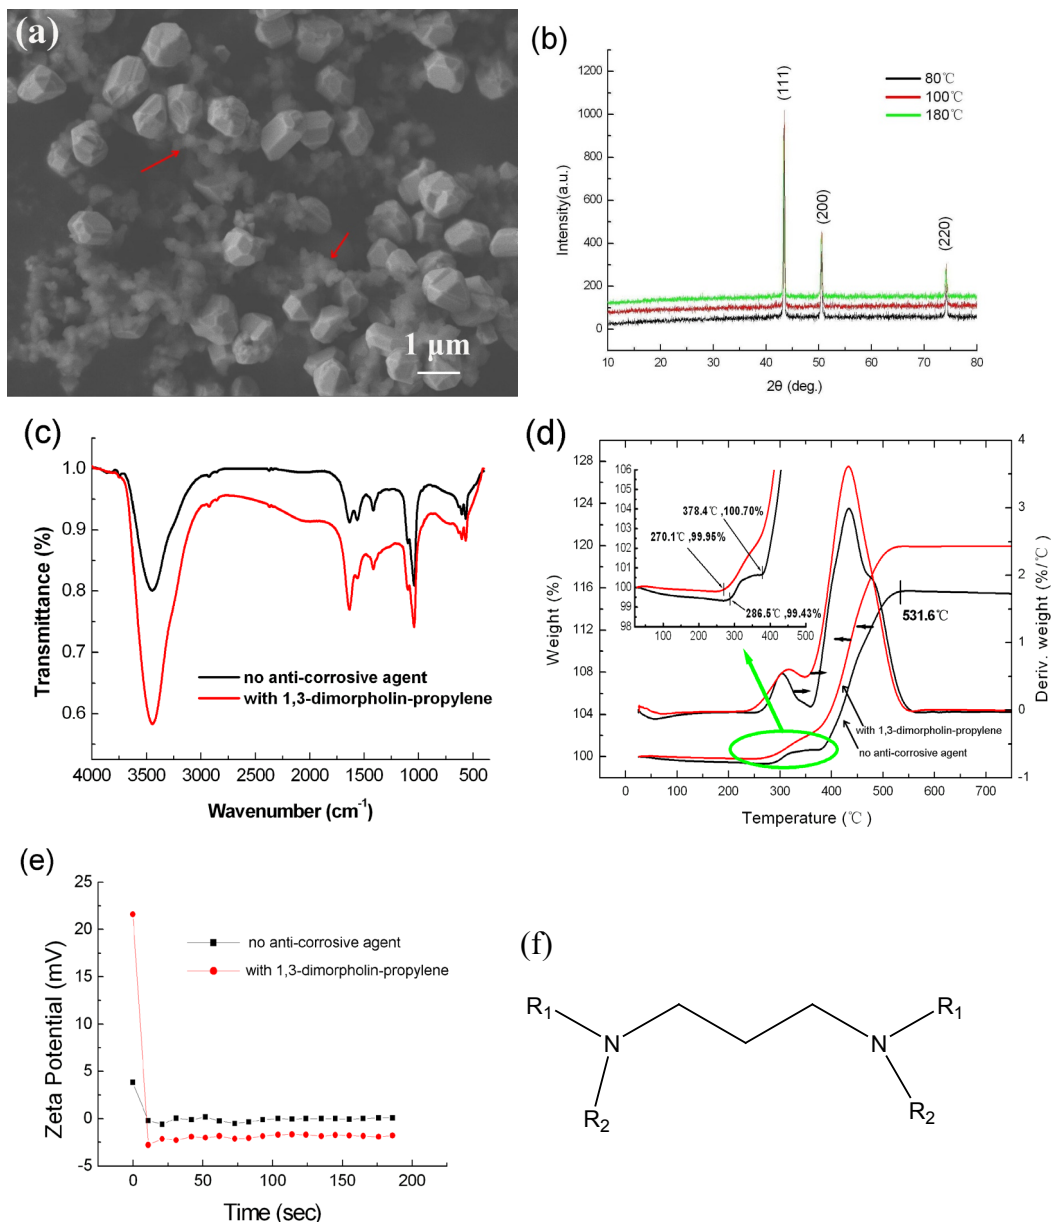 (a)
1 μm
(b)
Intensity(a.u.)
1200
1000
800
600
400
200
0
(111)
(200)
(220)
80℃
100℃
180℃
10 20 30 40 50 60 70 80
2θ (deg.)
(c)
Transmittance (%)
1.0
0.9
0.8
0.7
0.6
no anti-corrosive agent
with 1,3-dimorpholin-propylene
4000 3500 3000 2500 2000 1500 1000 500
Wavenumber (cm⁻¹)
(d)
Weight (%)
128
124
120
116
112
108
104
100
106
105
104
103
102
101
100
99
98
100 200 300 400 500
378.4℃ ,100.70%
270.1℃ ,99.95%
286.5℃ ,99.43%
531.6℃
with 1,3-dimorpholin-propylene
no anti-corrosive agent
4
3
2
1
0
-1
Deriv. weight (%/℃)
0 100 200 300 400 500 600 700
Temperature (℃ )
(e)
Zeta Potential (mV)
25
20
15
10
5
0
-5
no anti-corrosive agent
with 1,3-dimorpholin-propylene
0 50 100 150 200
Time (sec)
(f)
R₁
N
R₂
N
R₁
R₂